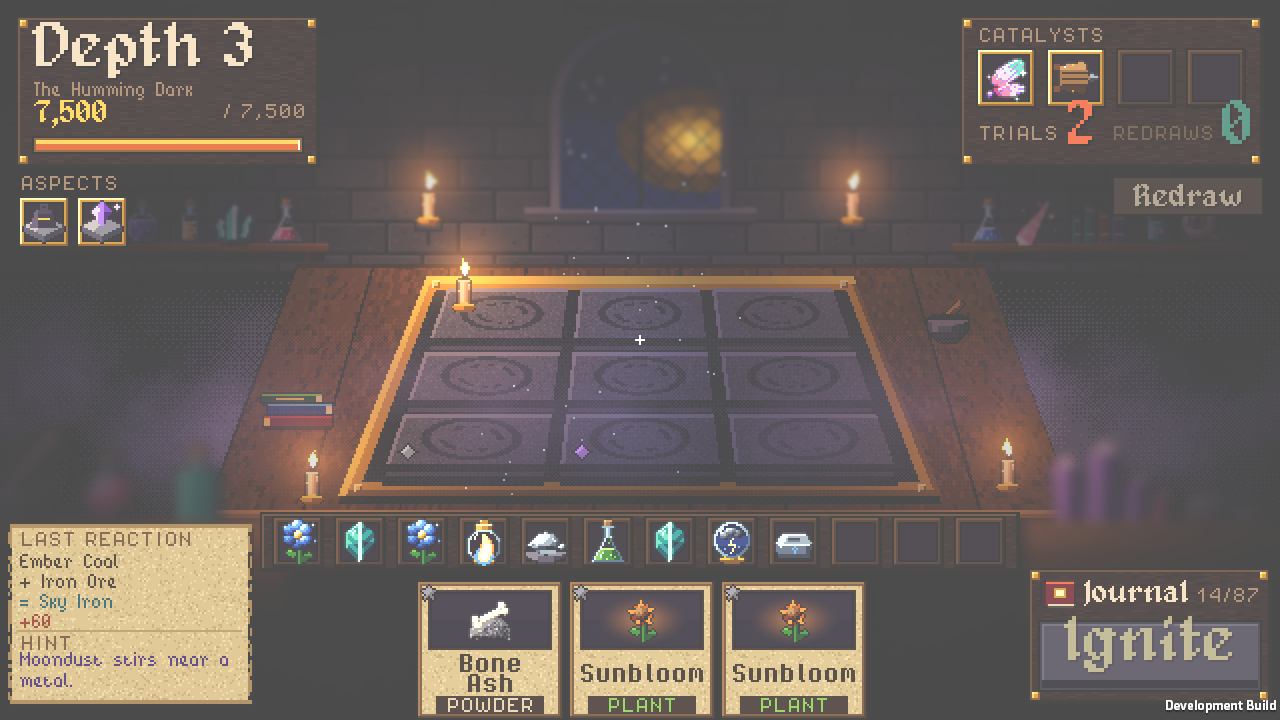 Depth 3
The Humming Dark
7,500 / 7,500
ASPECTS
CATALYSTS
TRIALS 2 REDRAWS 0
Redraw
LAST REACTION
Ember Coal
+ Iron Ore
= Sky Iron
+60
HINT
Moondust stirs near a
metal.
Bone
Ash
POWDER
Sunbloom
PLANT
Sunbloom
PLANT
Journal 14/87
Ignite
Development Build